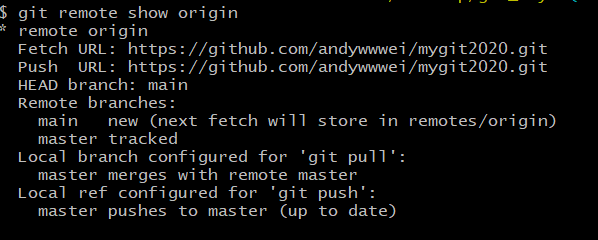 $ git remote show origin
* remote origin
  Fetch URL: https://github.com/andywwwei/mygit2020.git
  Push  URL: https://github.com/andywwwei/mygit2020.git
  HEAD branch: main
  Remote branches:
    main   new (next fetch will store in remotes/origin)
    master tracked
  Local branch configured for 'git pull':
    master merges with remote master
  Local ref configured for 'git push':
    master pushes to master (up to date)